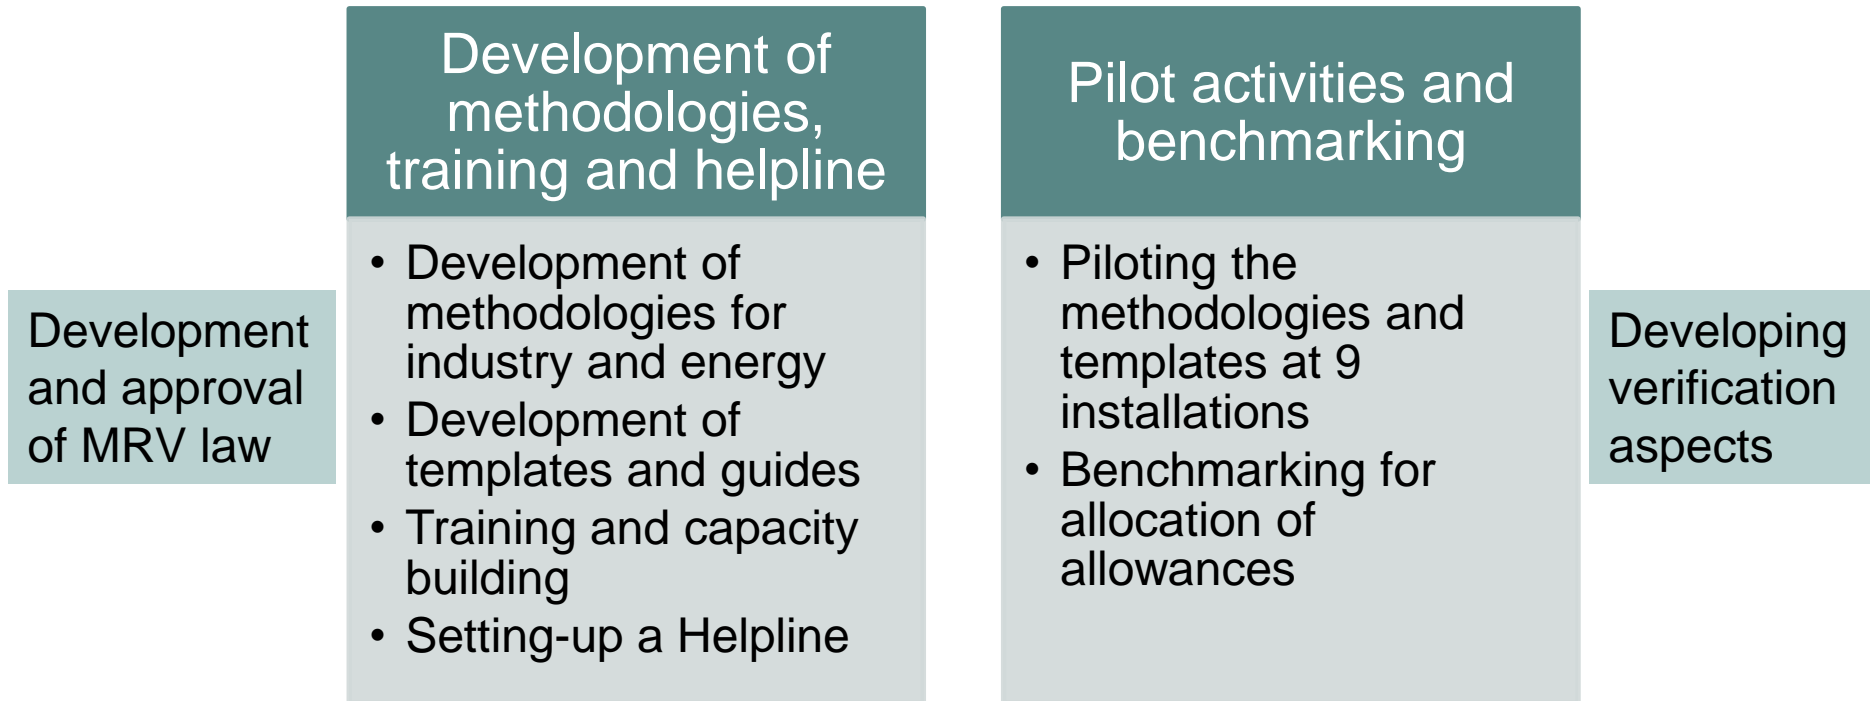 Development
and approval
of MRV law
Development of
methodologies,
training and helpline
• Development of
methodologies for
industry and energy
• Development of
templates and guides
• Training and capacity
building
• Setting-up a Helpline
Pilot activities and
benchmarking
• Piloting the
methodologies and
templates at 9
installations
• Benchmarking for
allocation of
allowances
Developing
verification
aspects